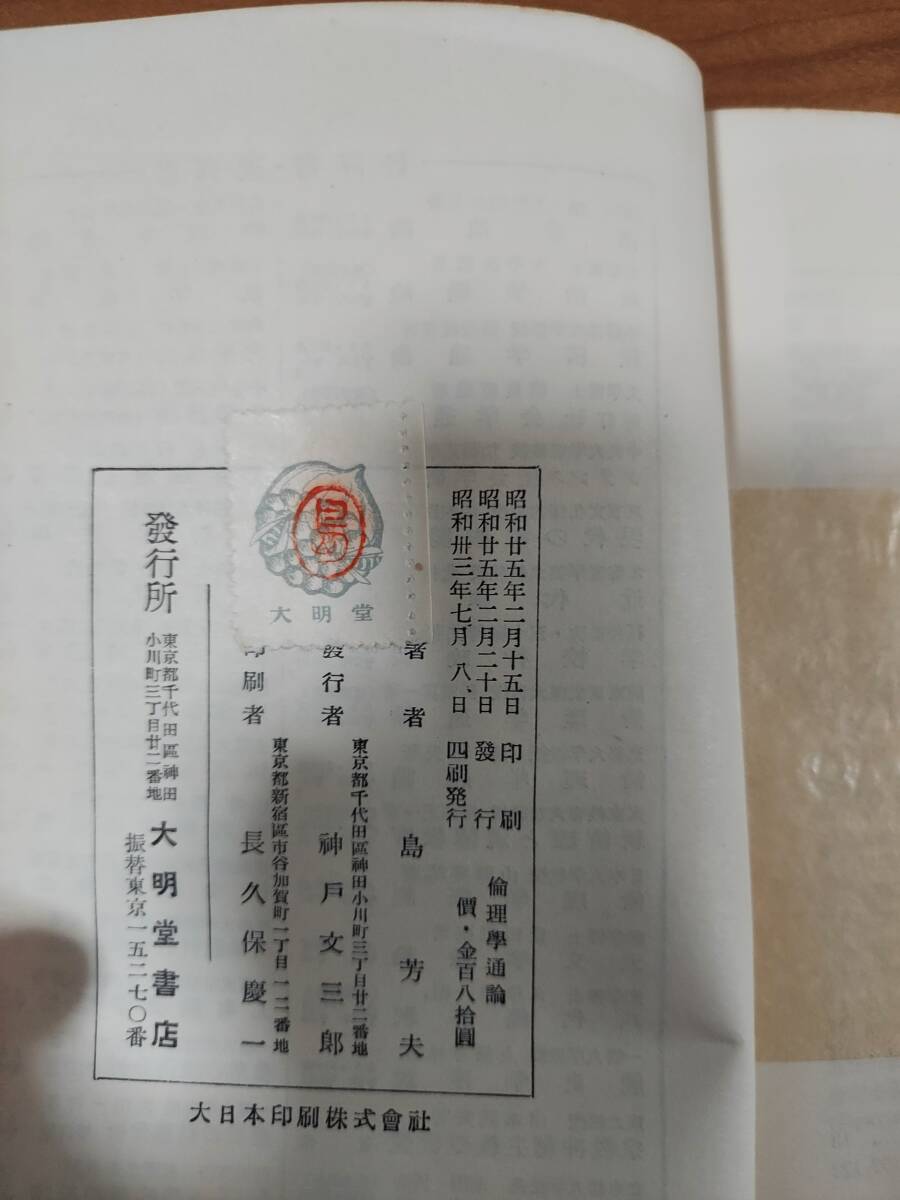 昭和廿五年二月十五日 印刷
昭和廿五年二月二十日 發行
昭和卅三年七月 八、日 四刷発行
倫理學通論
價・金百八拾圓
著者 島芳夫
東京都千代田區神田小川町三丁目廿二番地
發行者 神戸文三郎
東京都新宿區市谷加賀町一丁目一二番地
印刷者 長久保慶一
發行所
東京都千代田區神田
小川町三丁目廿二番地
大明堂書店
振替東京一五二七〇番
大明堂
大日本印刷株式會社